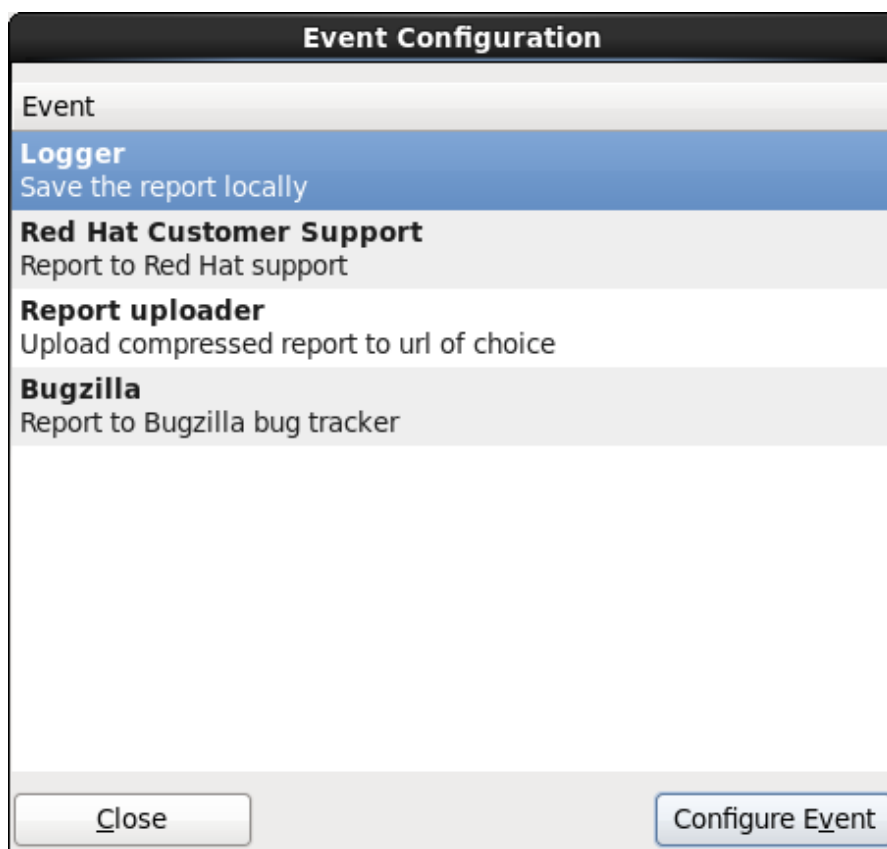 Event Configuration
Event
Logger
Save the report locally
Red Hat Customer Support
Report to Red Hat support
Report uploader
Upload compressed report to url of choice
Bugzilla
Report to Bugzilla bug tracker
Close
Configure Event